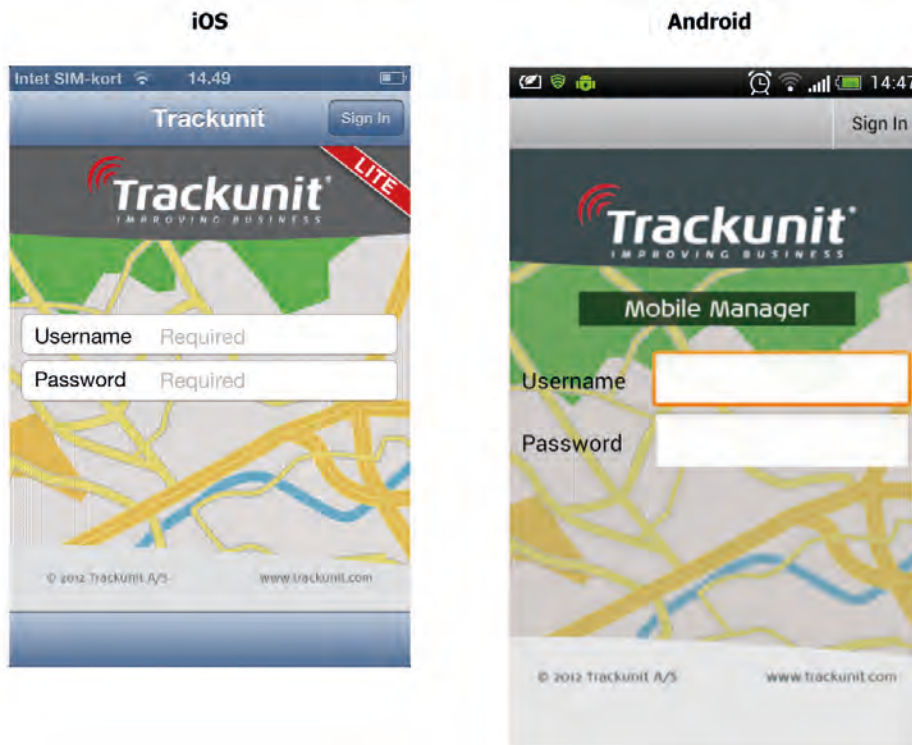 iOS
Intet SIM-kort 14.49
Trackunit Sign In
LITE
Trackunit
IMPROVING BUSINESS
Username Required
Password Required
© 2012 Trackunit A/S www.trackunit.com
Android
14:47
Sign In
Trackunit
IMPROVING BUSINESS
Mobile Manager
Username
Password
© 2012 Trackunit A/S www.trackunit.com